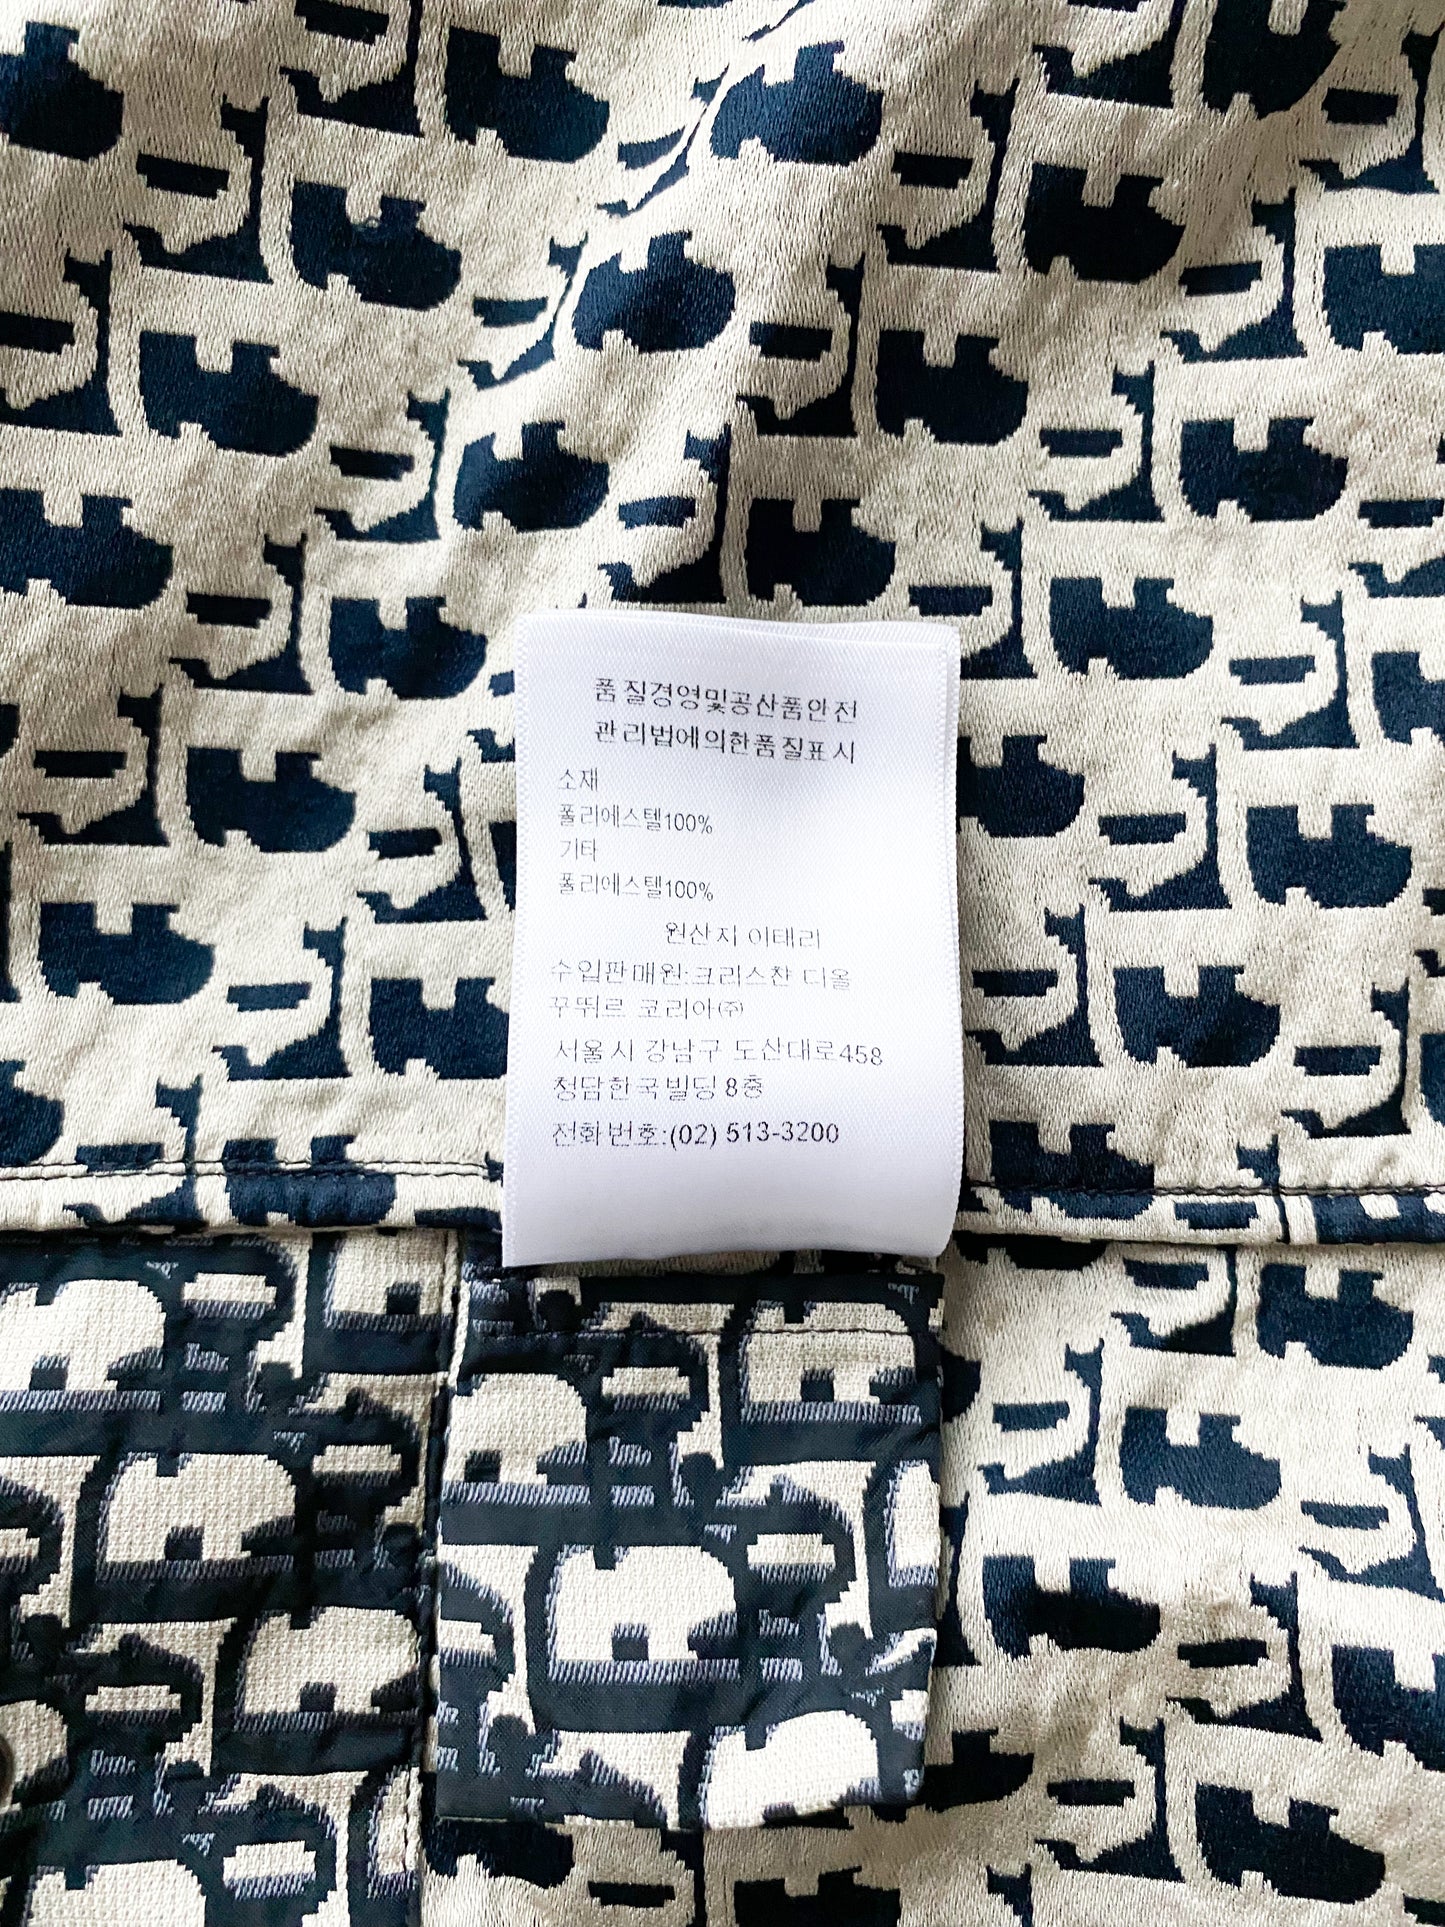 품질경영및공산품안전
관리법에의한품질표시
소재
폴리에스텔100%
기타
폴리에스텔100%
원산지 이태리
수입판매원:크리스챤 디올
꾸뛰르 코리아㈜
서울시 강남구 도산대로458
청담한국빌딩 8층
전화번호:(02) 513-3200